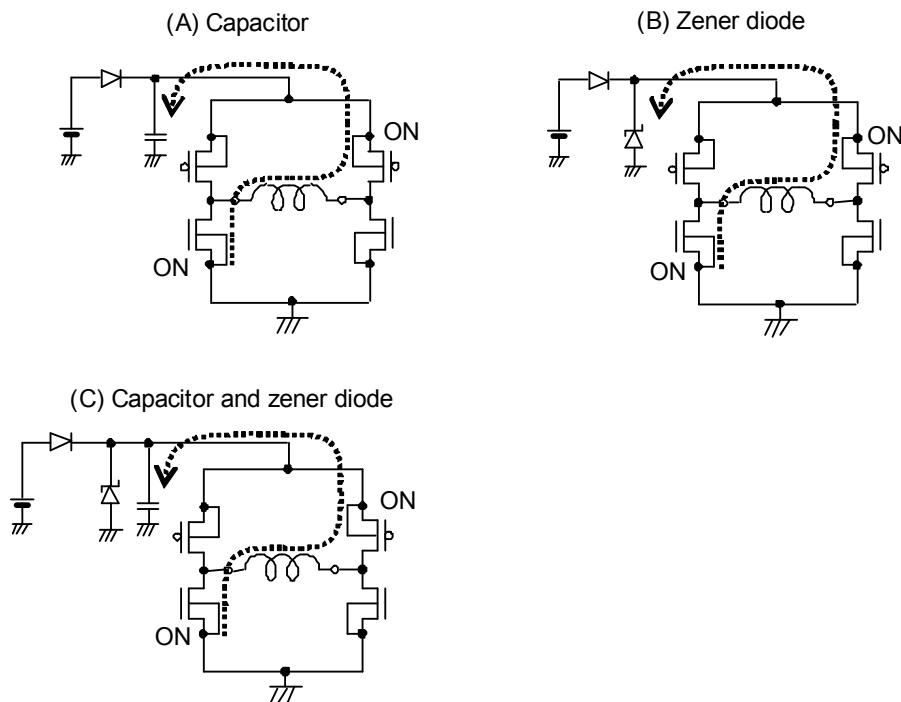 (A) Capacitor
(B) Zener diode
ON
ON
ON
ON
(C) Capacitor and zener diode
ON
ON